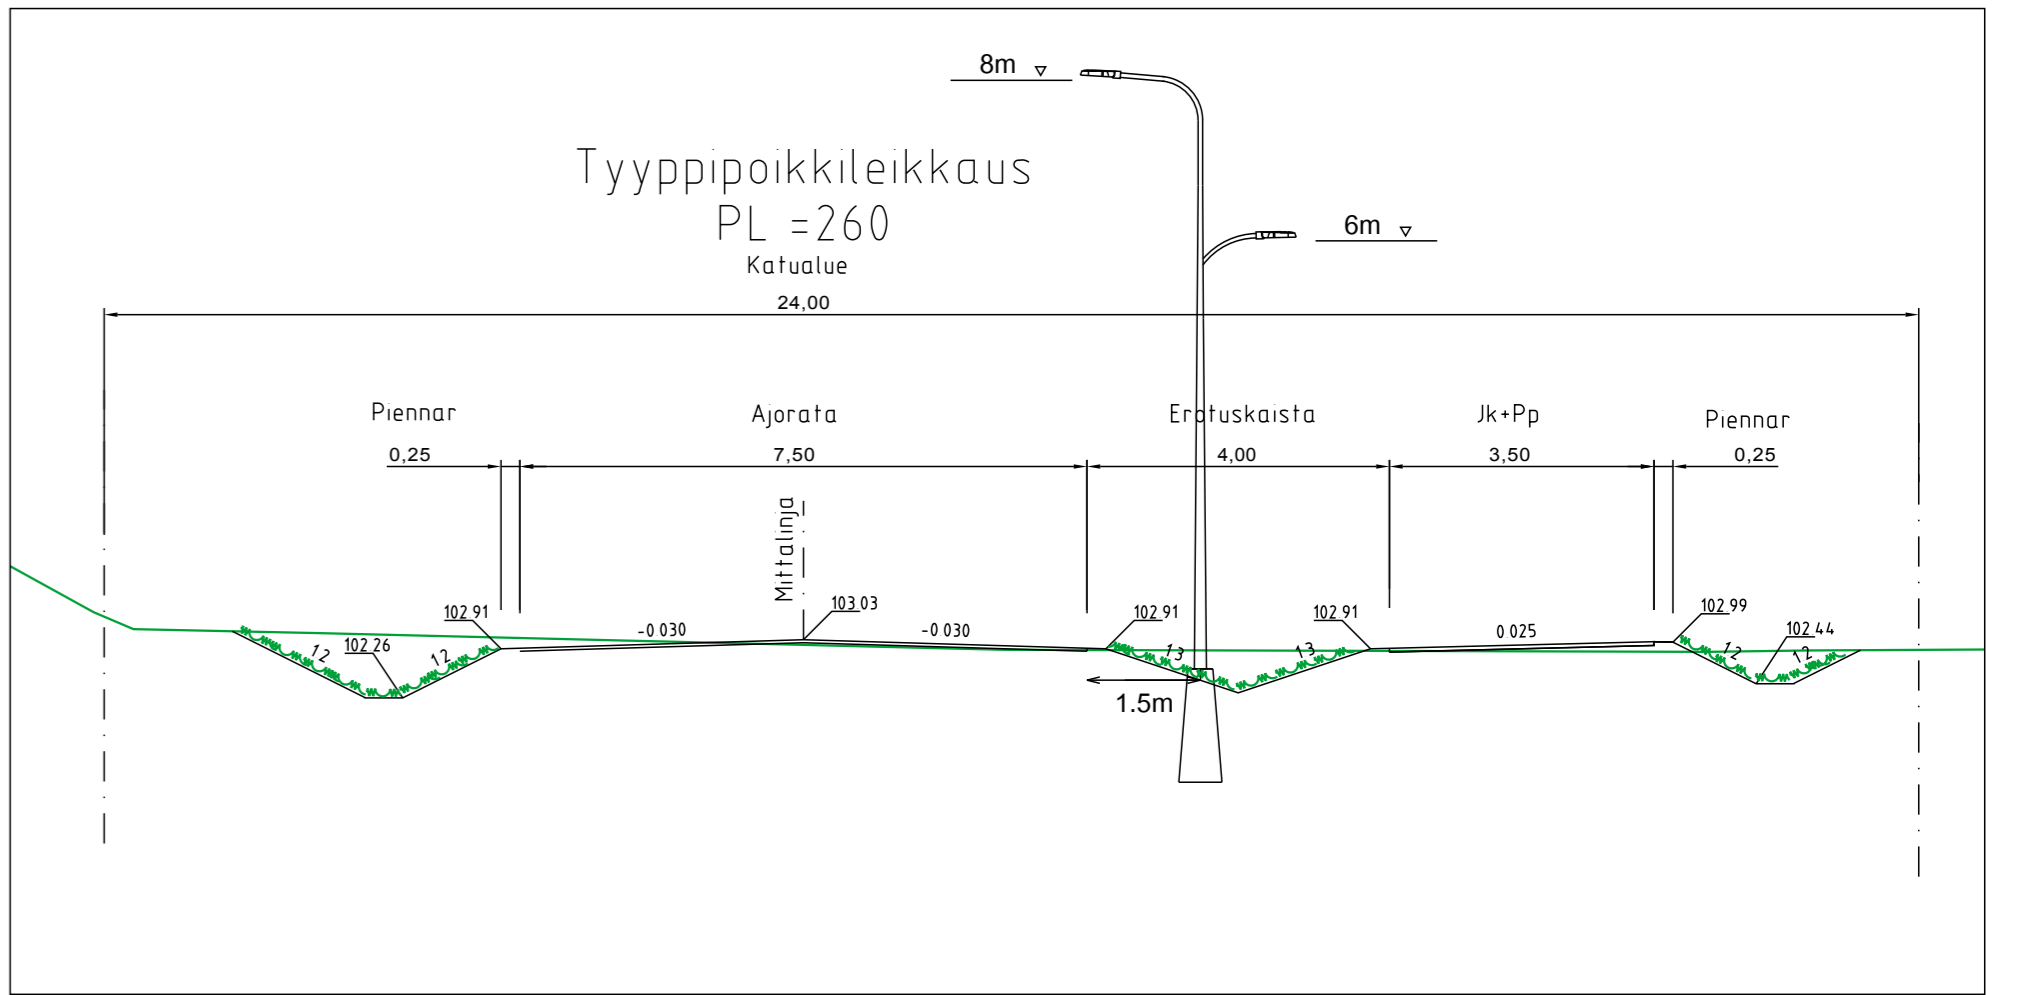 8m
Tyyppipoikkileikkaus
PL =260
6m
Katualue
24,00
Piennar
Ajorata
Erotuskaista
Jk+Pp
Piennar
0,25
7,50
4,00
3,50
0,25
Mittalinja
102.91
103.03
102.91
102.91
102.99
-0.030
-0.030
0.025
1:2
102.26
1:2
1:3
1:3
1:2
102.44
1:2
1.5m